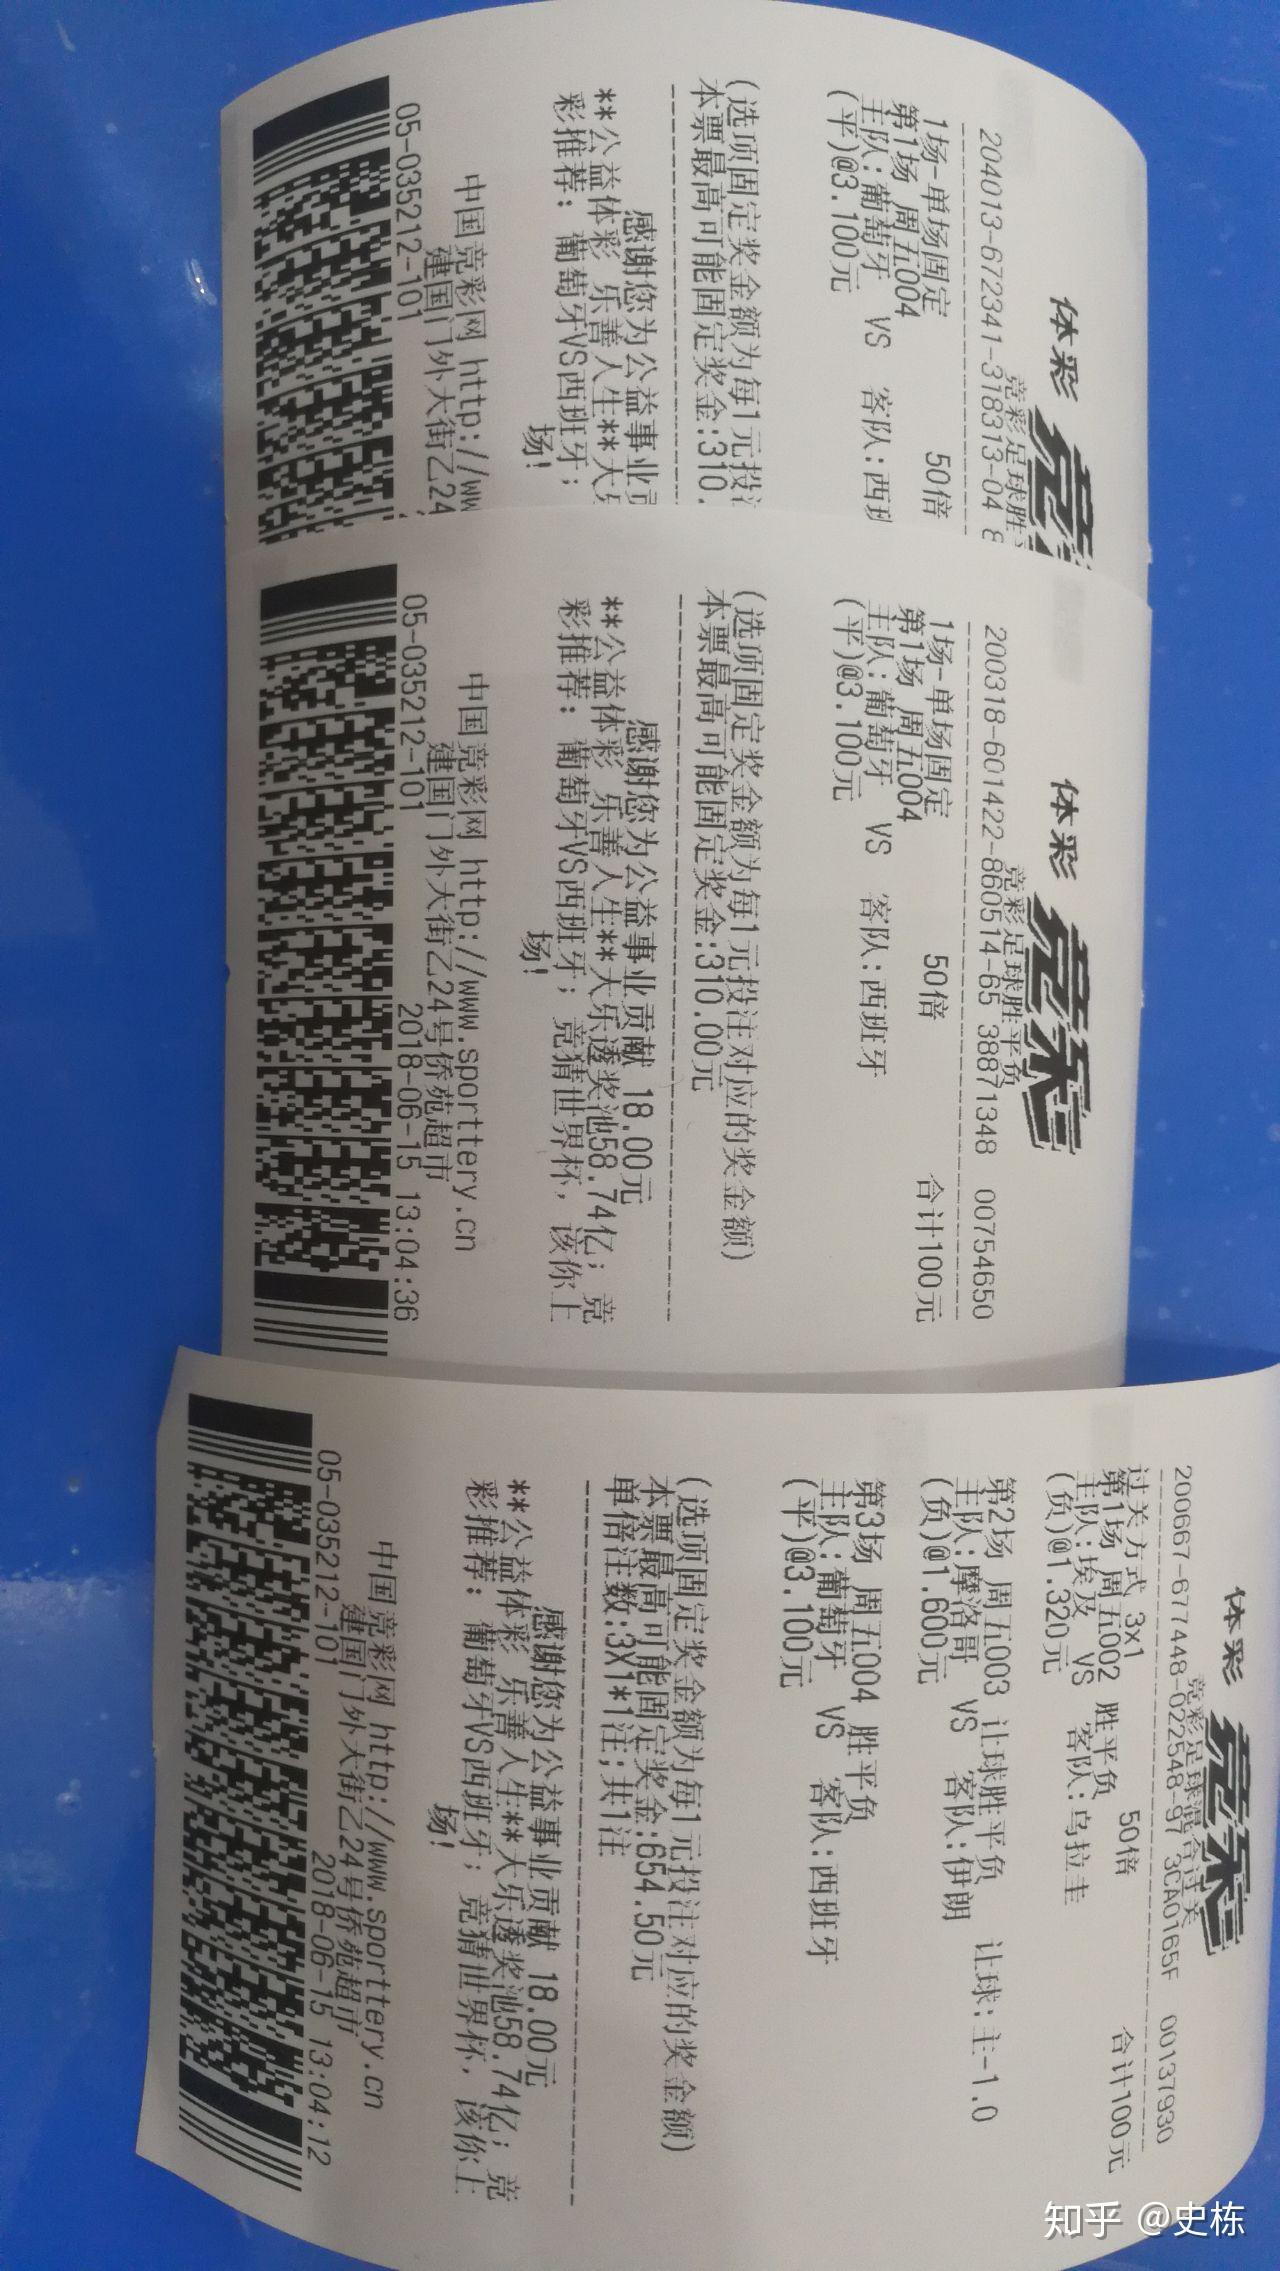 体彩 竞彩
竞彩足球胜
204013-672341-318313-04
1场-单场固定 50倍
第1场 周五004
主队:葡萄牙 VS 客队:西班
(平)@3.100元
(选项固定奖金额为每1元投注
本票最高可能固定奖金:310.
感谢您为公益事业贡
**公益体彩 乐善人生**大乐
彩推荐: 葡萄牙VS西班牙;
场!
中国竞彩网 http://ww
建国门外大街乙24
05-035212-101
体彩 竞彩
竞彩足球胜平负
200318-601422-860514-65 38871348 00754650
1场-单场固定 50倍 合计100元
第1场 周五004
主队:葡萄牙 VS 客队:西班牙
(平)@3.100元
(选项固定奖金额为每1元投注对应的奖金额)
本票最高可能固定奖金:310.00元
感谢您为公益事业贡献 18.00元
**公益体彩 乐善人生**大乐透奖池58.74亿; 竞
彩推荐: 葡萄牙VS西班牙; 竞猜世界杯, 该你上
场!
中国竞彩网 http://www.sporttery.cn
建国门外大街乙24号侨苑超市
05-035212-101 2018-06-15 13:04:36
体彩 竞彩
竞彩足球混合过关
200667-677448-022548-97 3CA0165F 00137930
过关方式 3x1 50倍 合计100元
第1场 周五002 胜平负
主队:埃及 VS 客队:乌拉圭
(负)@1.320元
第2场 周五003 让球胜平负 让球:主-1.0
主队:摩洛哥 VS 客队:伊朗
(负)@1.600元
第3场 周五004 胜平负
主队:葡萄牙 VS 客队:西班牙
(平)@3.100元
(选项固定奖金额为每1元投注对应的奖金额)
本票最高可能固定奖金:654.50元
单倍注数:3X1*1注;共1注
感谢您为公益事业贡献 18.00元
**公益体彩 乐善人生**大乐透奖池58.74亿; 竞
彩推荐: 葡萄牙VS西班牙; 竞猜世界杯, 该你上
场!
中国竞彩网 http://www.sporttery.cn
建国门外大街乙24号侨苑超市
05-035212-101 2018-06-15 13:04:12
知乎 @史栋